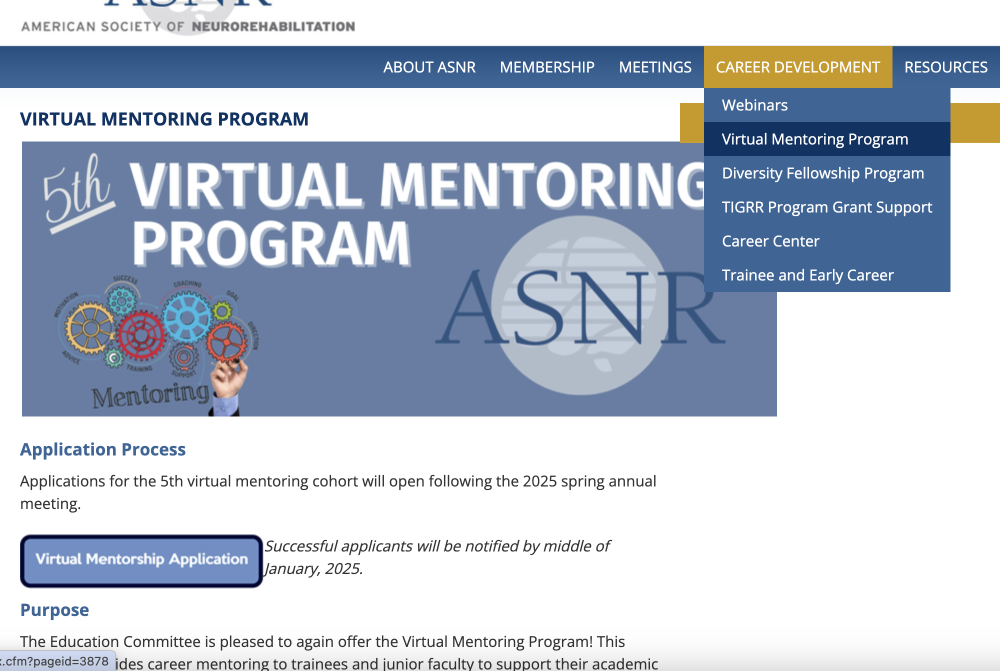 ASNR
AMERICAN SOCIETY OF NEUROREHABILITATION
ABOUT ASNR MEMBERSHIP MEETINGS CAREER DEVELOPMENT RESOURCES
Webinars
Virtual Mentoring Program
Diversity Fellowship Program
TIGRR Program Grant Support
Career Center
Trainee and Early Career
VIRTUAL MENTORING PROGRAM
5th VIRTUAL MENTORING
PROGRAM
SUCCESS
COACHING
GOAL
MOTIVATION
DIRECTION
ADVICE
TRAINING
SUPPORT
Mentoring
ASNR
Application Process
Applications for the 5th virtual mentoring cohort will open following the 2025 spring annual
meeting.
Virtual Mentorship Application
Successful applicants will be notified by middle of
January, 2025.
Purpose
The Education Committee is pleased to again offer the Virtual Mentoring Program! This
ides career mentoring to trainees and junior faculty to support their academic
.cfm?pageid=3878